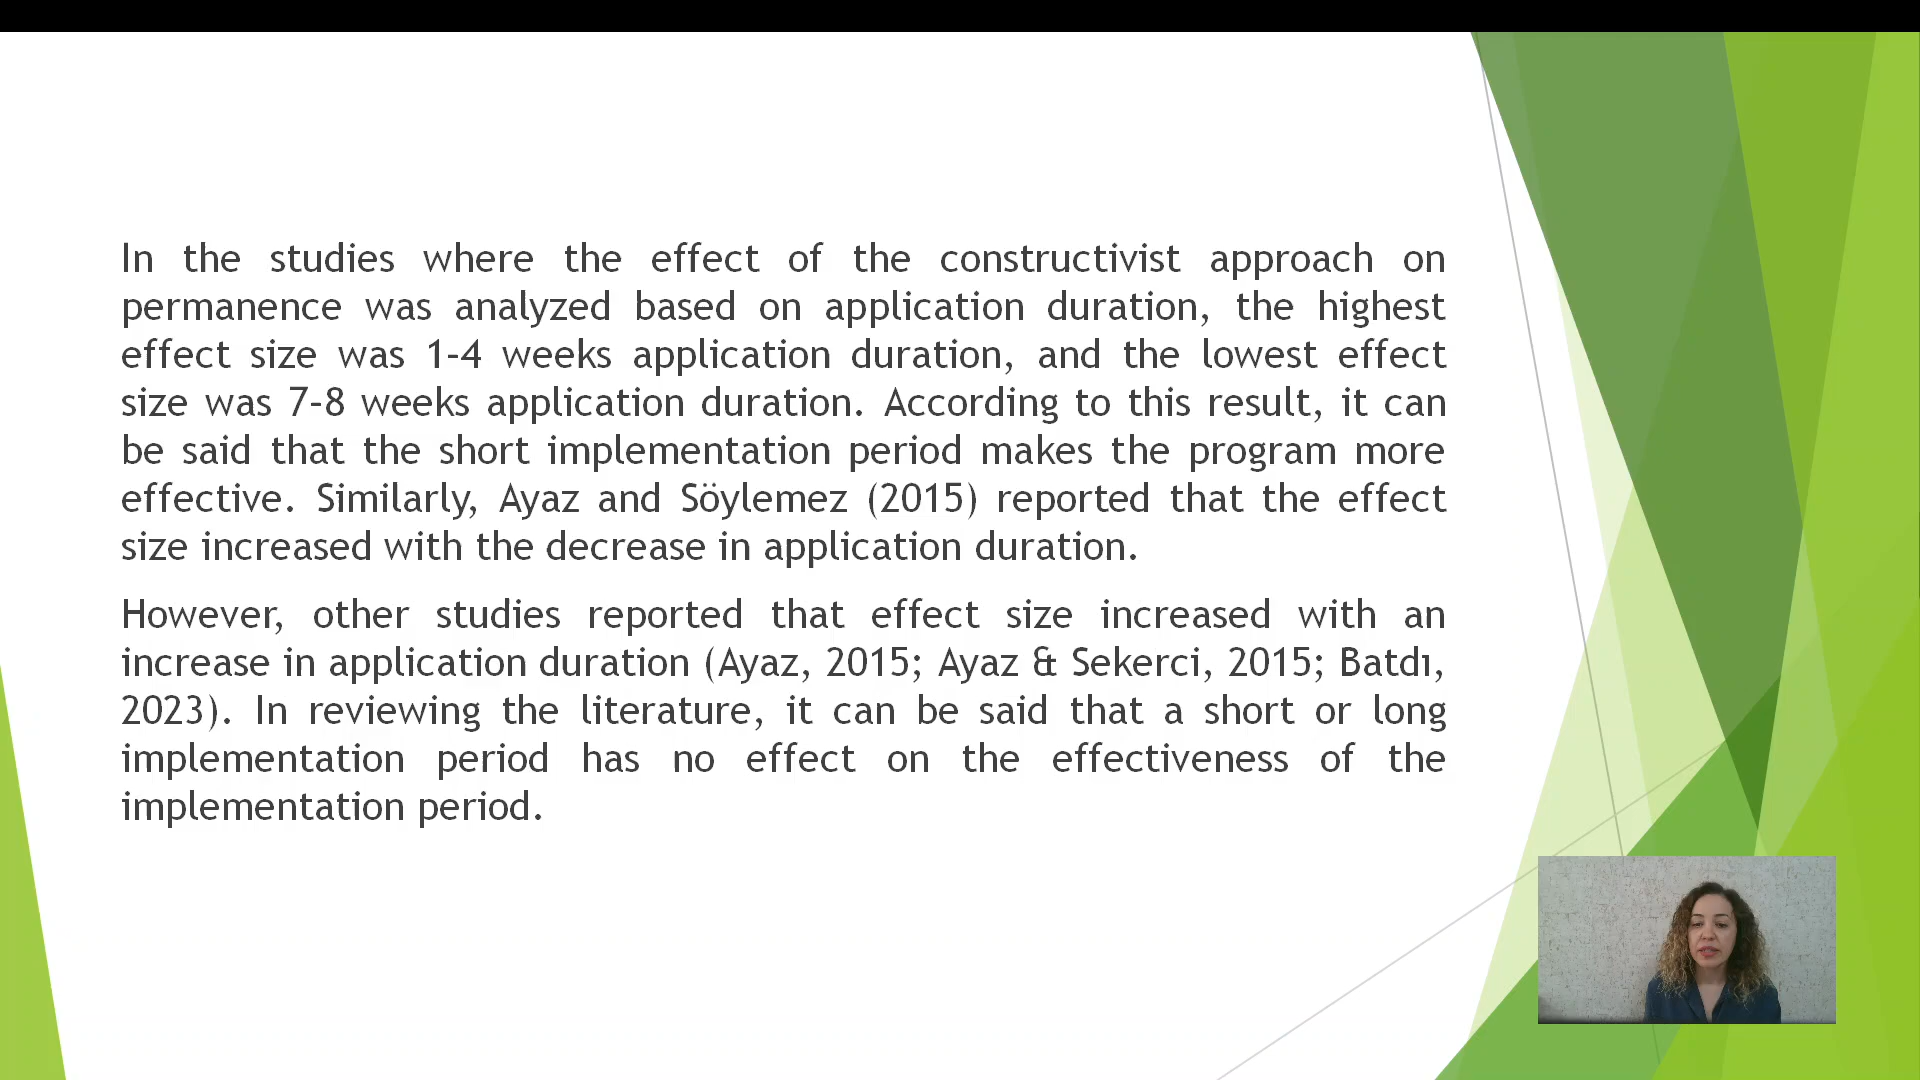 In the studies where the effect of the constructivist approach on
permanence was analyzed based on application duration, the highest
effect size was 1-4 weeks application duration, and the lowest effect
size was 7-8 weeks application duration. According to this result, it can
be said that the short implementation period makes the program more
effective. Similarly, Ayaz and Söylemez (2015) reported that the effect
size increased with the decrease in application duration.
However, other studies reported that effect size increased with an
increase in application duration (Ayaz, 2015; Ayaz & Sekerci, 2015; Batdı,
2023). In reviewing the literature, it can be said that a short or long
implementation period has no effect on the effectiveness of the
implementation period.